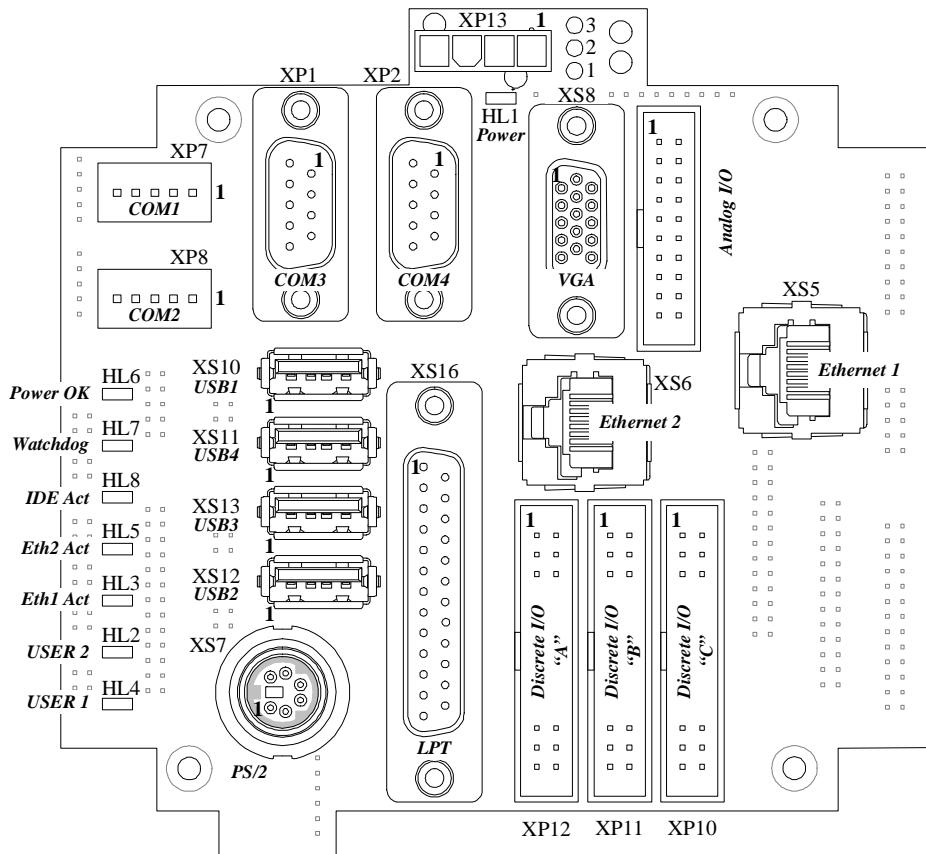 XP13
1
3
2
1
XP1
XP2
HL1
Power
XS8
XP7
1
COM1
1
COM3
1
COM4
1
VGA
1
Analog I/O
XP8
1
COM2
XS5
Ethernet 1
XS10
USB1
1
XS16
XS6
Ethernet 2
HL6
Power OK
HL7
Watchdog
HL8
IDE Act
HL5
Eth2 Act
HL3
Eth1 Act
HL2
USER 2
HL4
USER 1
XS11
USB4
1
XS13
USB3
1
XS12
USB2
1
XS7
1
PS/2
1
LPT
1
Discrete I/O
“A”
1
Discrete I/O
“B”
1
Discrete I/O
“C”
XP12
XP11
XP10